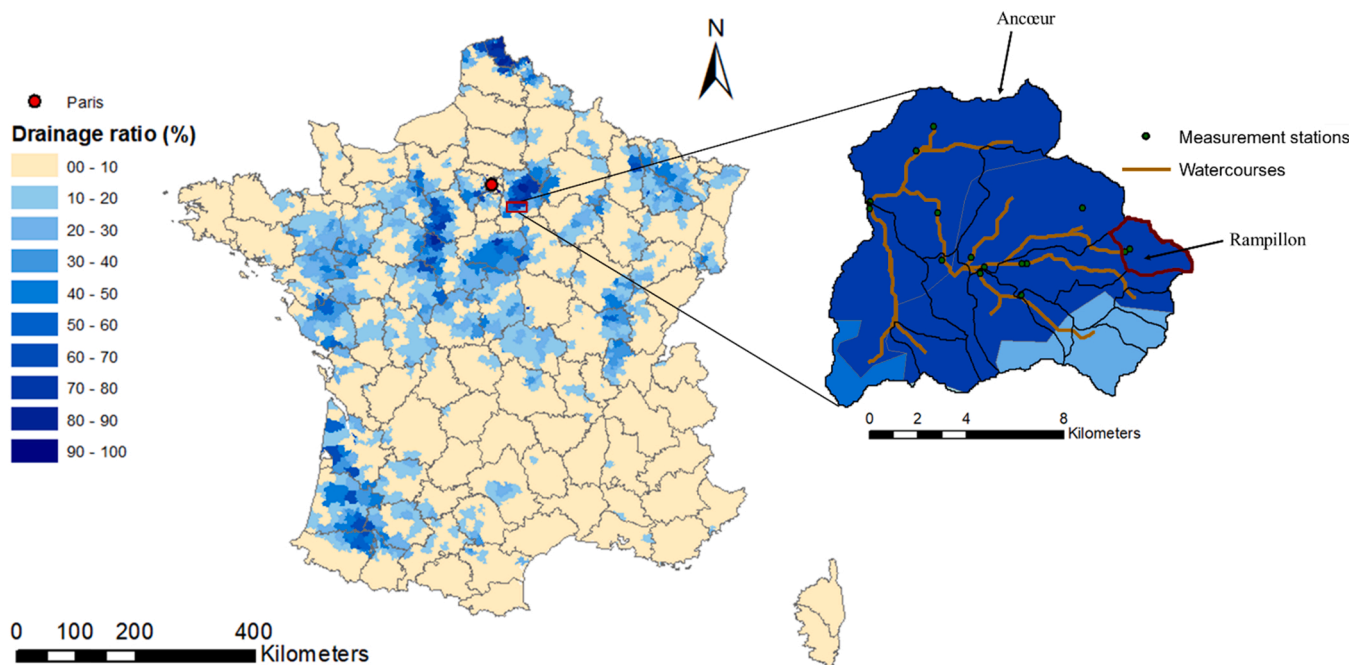 Ancœur
N
Paris
Drainage ratio (%)
00 - 10
10 - 20
20 - 30
30 - 40
40 - 50
50 - 60
60 - 70
70 - 80
80 - 90
90 - 100
Measurement stations
Watercourses
Rampillon
0 2 4 8
Kilometers
0 100 200 400
Kilometers